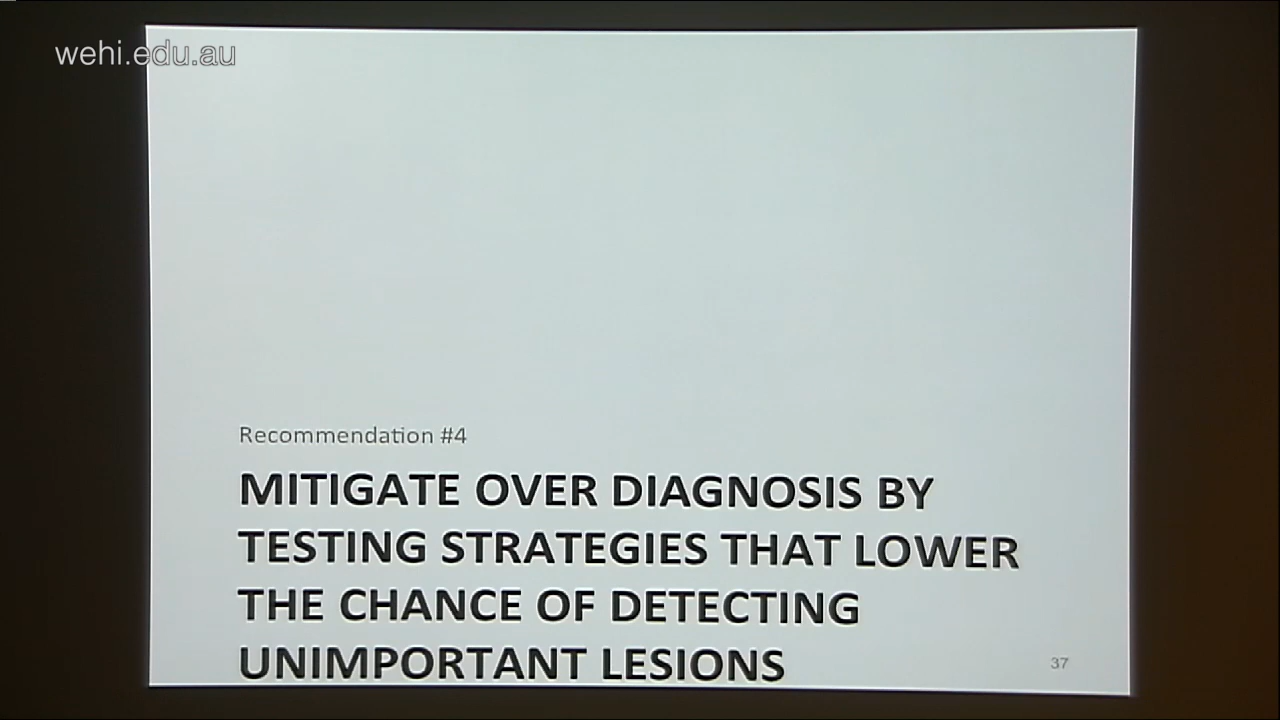 wehi.edu.au
Recommendation #4
MITIGATE OVER DIAGNOSIS BY
TESTING STRATEGIES THAT LOWER
THE CHANCE OF DETECTING
UNIMPORTANT LESIONS
37